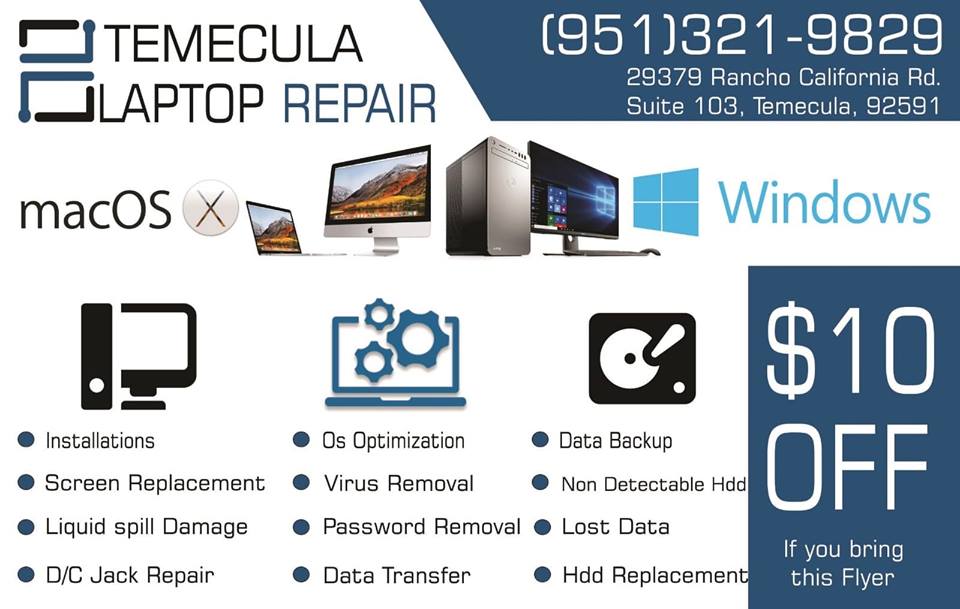 TEMECULA
LAPTOP REPAIR
(951)321-9829
29379 Rancho California Rd.
Suite 103, Temecula, 92591
macOS
Windows
Installations
Screen Replacement
Liquid spill Damage
D/C Jack Repair
Os Optimization
Virus Removal
Password Removal
Data Transfer
Data Backup
Non Detectable Hdd
Lost Data
Hdd Replacement
$10
OFF
If you bring
this Flyer